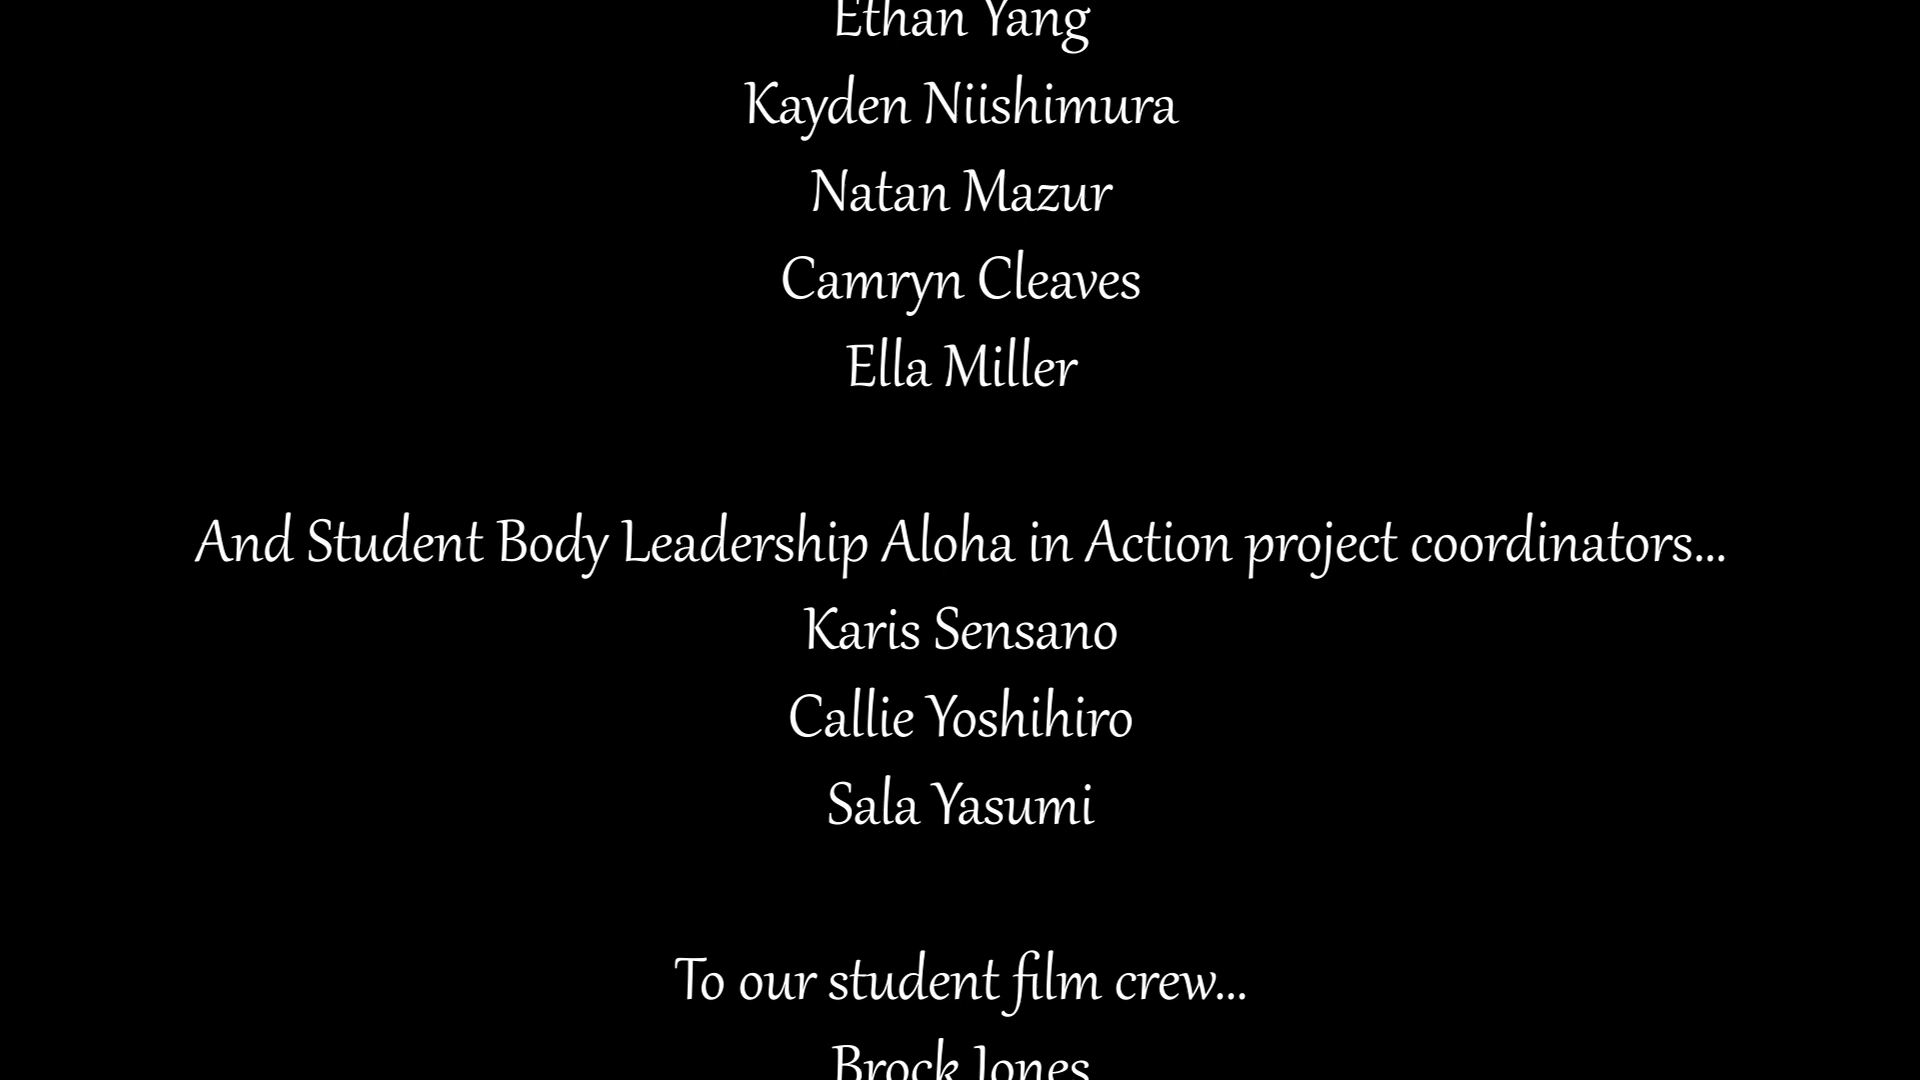 Ethan Yang
Kayden Niishimura
Natan Mazur
Camryn Cleaves
Ella Miller
And Student Body Leadership Aloha in Action project coordinators...
Karis Sensano
Callie Yoshihiro
Sala Yasumi
To our student film crew...
Brock Jones